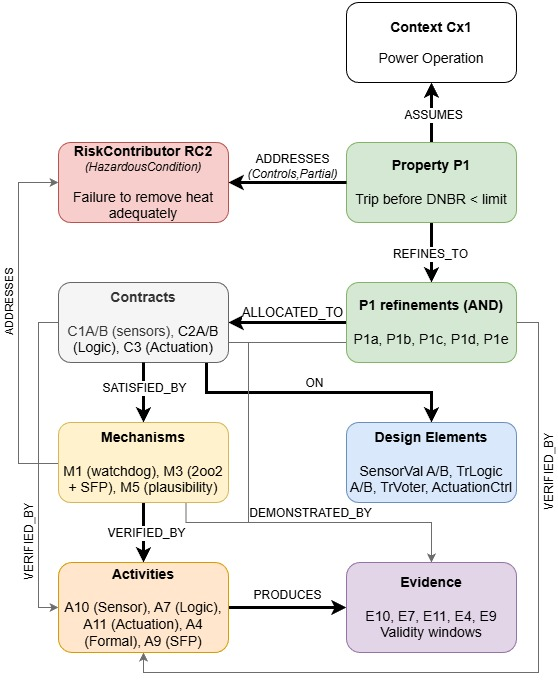 Context Cx1
Power Operation
ASSUMES
RiskContributor RC2
(HazardousCondition)
Failure to remove heat
adequately
ADDRESSES
(Controls,Partial)
Property P1
Trip before DNBR < limit
REFINES_TO
ADDRESSES
Contracts
C1A/B (sensors), C2A/B
(Logic), C3 (Actuation)
ALLOCATED_TO
P1 refinements (AND)
P1a, P1b, P1c, P1d, P1e
SATISFIED_BY
ON
Mechanisms
M1 (watchdog), M3 (2oo2
+ SFP), M5 (plausibility)
Design Elements
SensorVal A/B, TrLogic
A/B, TrVoter, ActuationCtrl
VERIFIED_BY
VERIFIED_BY
DEMONSTRATED_BY
VERIFIED_BY
Activities
A10 (Sensor), A7 (Logic),
A11 (Actuation), A4
(Formal), A9 (SFP)
PRODUCES
Evidence
E10, E7, E11, E4, E9
Validity windows